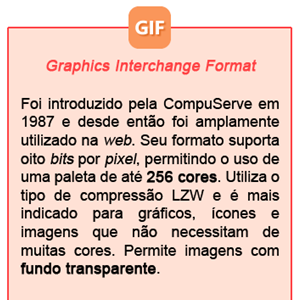 GIF
Graphics Interchange Format
Foi introduzido pela CompuServe em
1987 e desde então foi amplamente
utilizado na web. Seu formato suporta
oito bits por pixel, permitindo o uso de
uma paleta de até 256 cores. Utiliza o
tipo de compressão LZW e é mais
indicado para gráficos, ícones e
imagens que não necessitam de
muitas cores. Permite imagens com
fundo transparente.